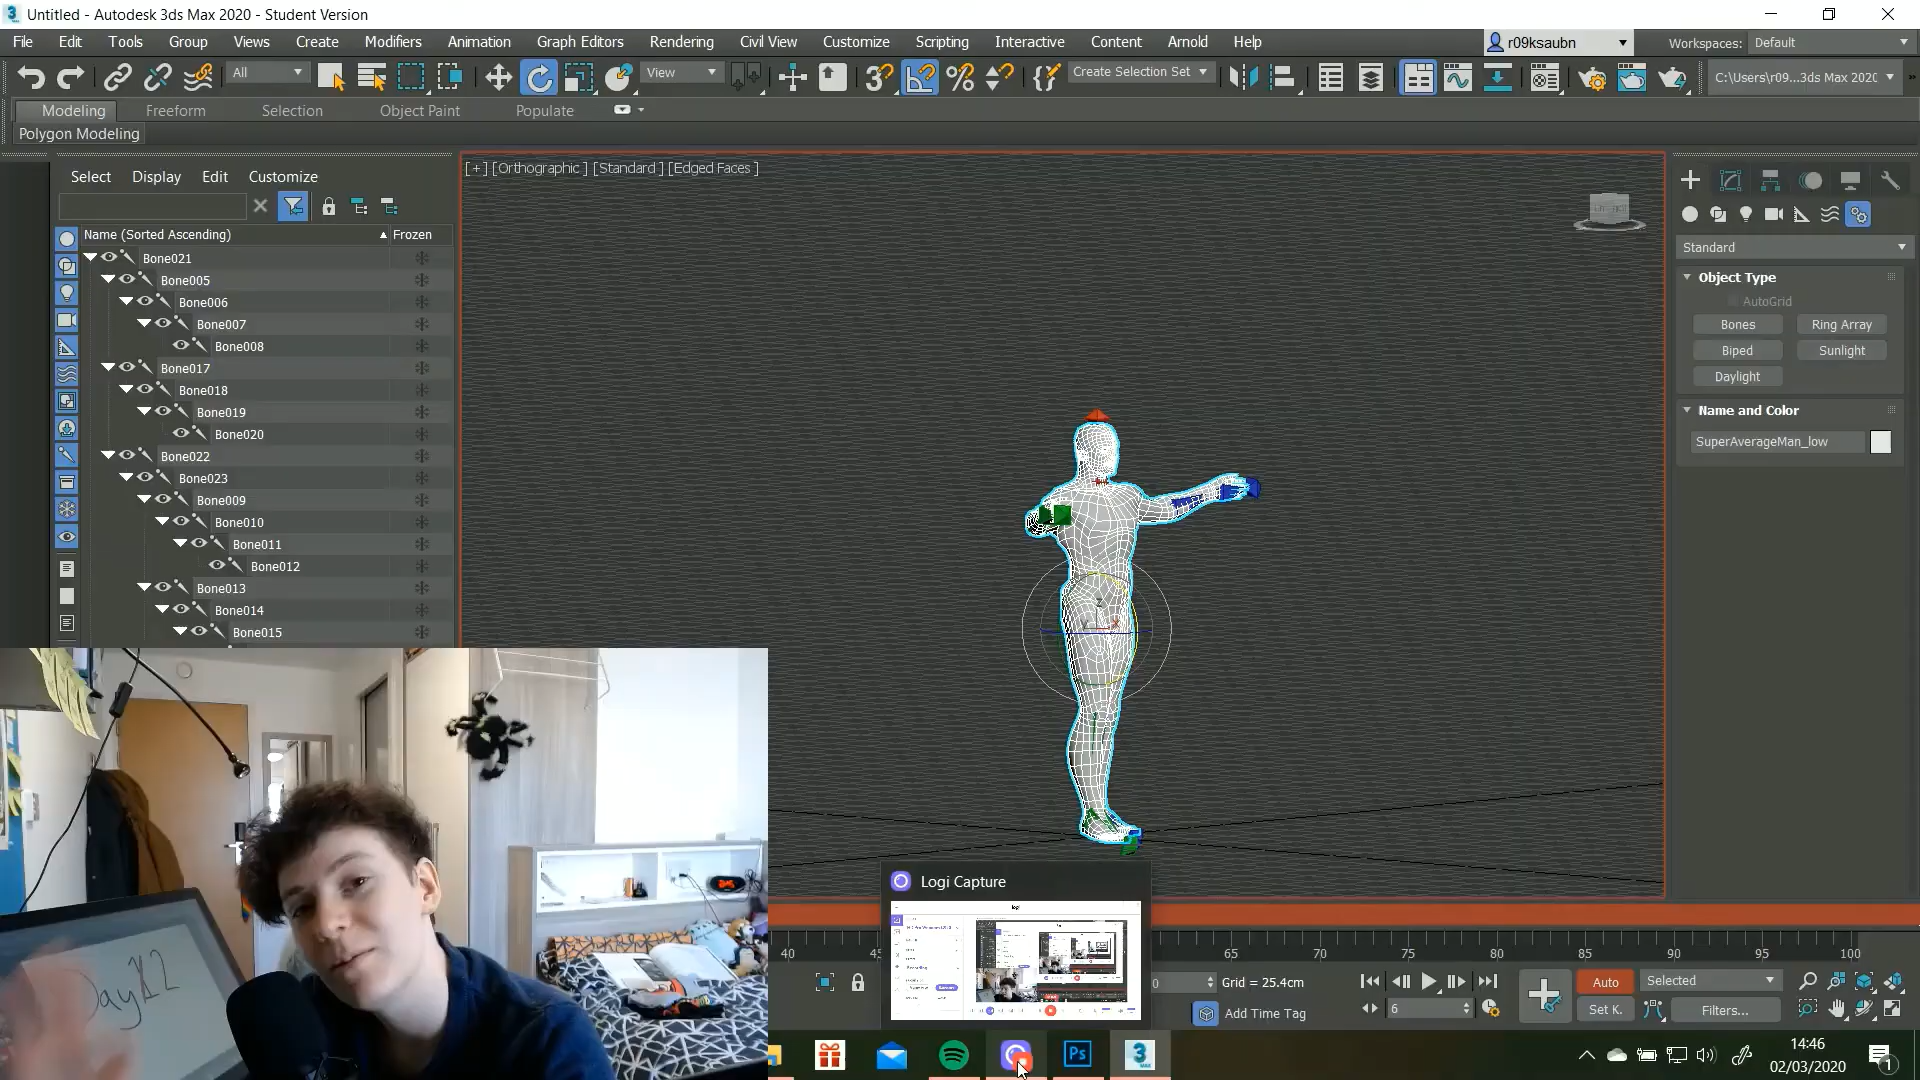 Untitled - Autodesk 3ds Max 2020 - Student Version
File Edit Tools Group Views Create Modifiers Animation Graph Editors Rendering Civil View Customize Scripting Interactive Content Arnold Help r09ksaubn Workspaces: Default
All View Create Selection Set C:\Users\r09...3ds Max 2020
Modeling Freeform Selection Object Paint Populate
Polygon Modeling
Select Display Edit Customize
Name (Sorted Ascending) Frozen
Bone021
Bone005
Bone006
Bone007
Bone008
Bone017
Bone018
Bone019
Bone020
Bone022
Bone023
Bone009
Bone010
Bone011
Bone012
Bone013
Bone014
Bone015
[+] [Orthographic] [Standard] [Edged Faces]
Standard
Object Type
AutoGrid
Bones Ring Array
Biped Sunlight
Daylight
Name and Color
SuperAverageMan_low
Day 12
Logi Capture
logi
40 65 70 75 80 85 90 95 100
0 Grid = 25.4cm
Add Time Tag
6
Auto Selected
Set K. Filters...
Ps
14:46
02/03/2020
1